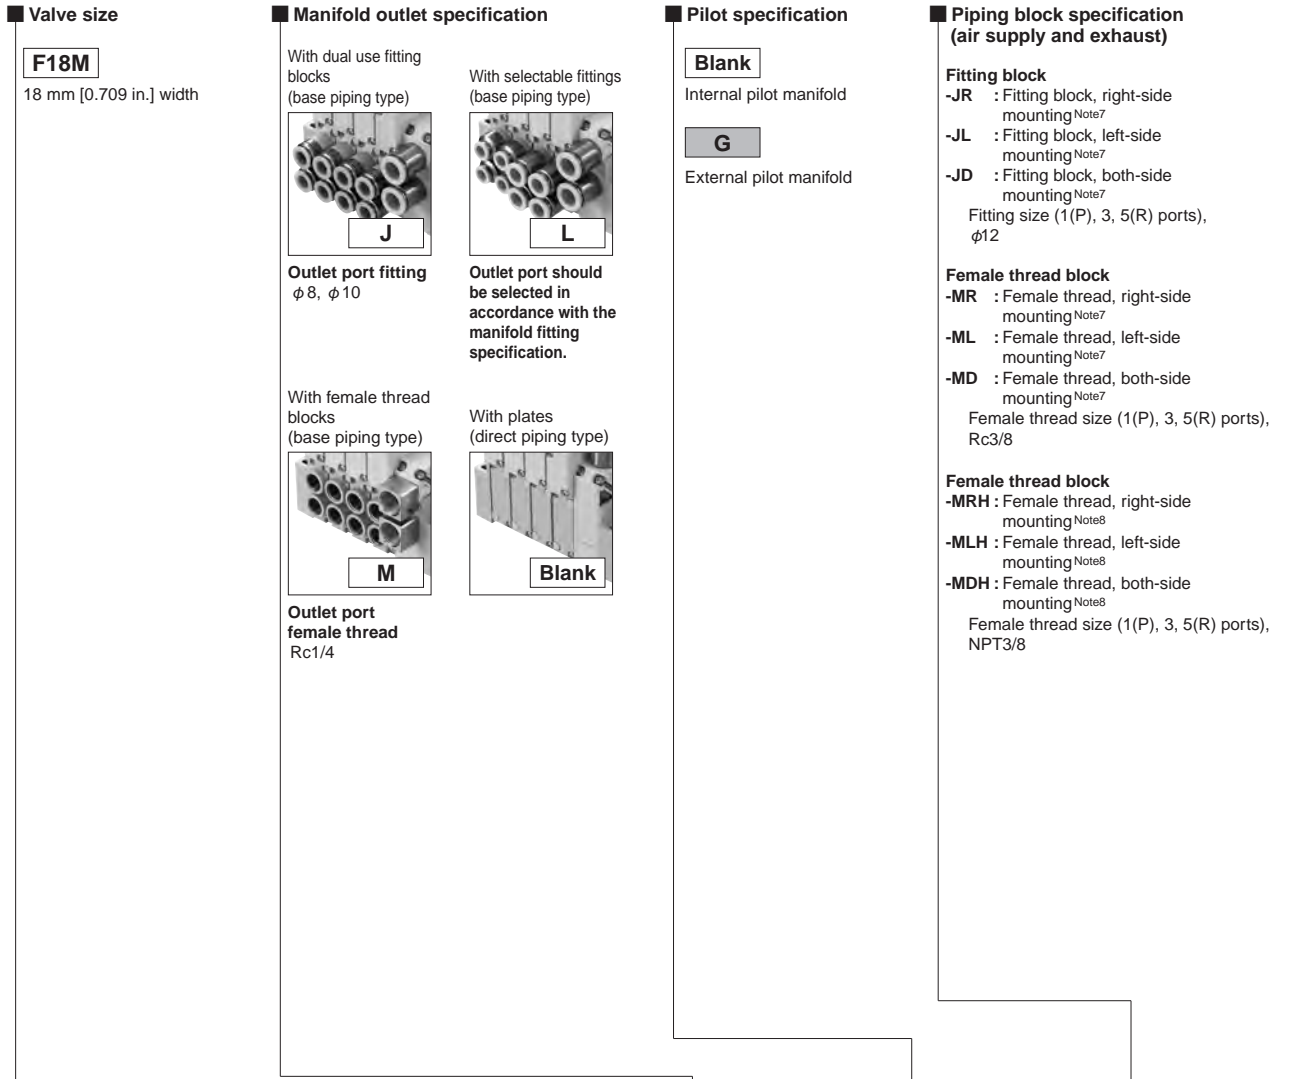 Valve size
F18M
18 mm [0.709 in.] width
Manifold outlet specification
With dual use fitting
blocks
(base piping type)
J
Outlet port fitting
φ8, φ10
With selectable fittings
(base piping type)
L
Outlet port should
be selected in
accordance with the
manifold fitting
specification.
With female thread
blocks
(base piping type)
M
Outlet port
female thread
Rc1/4
With plates
(direct piping type)
Blank
Pilot specification
Blank
Internal pilot manifold
G
External pilot manifold
Piping block specification
(air supply and exhaust)
Fitting block
-JR : Fitting block, right-side
mounting Note7
-JL : Fitting block, left-side
mounting Note7
-JD : Fitting block, both-side
mounting Note7
Fitting size (1(P), 3, 5(R) ports),
φ12
Female thread block
-MR : Female thread, right-side
mounting Note7
-ML : Female thread, left-side
mounting Note7
-MD : Female thread, both-side
mounting Note7
Female thread size (1(P), 3, 5(R) ports),
Rc3/8
Female thread block
-MRH : Female thread, right-side
mounting Note8
-MLH : Female thread, left-side
mounting Note8
-MDH : Female thread, both-side
mounting Note8
Female thread size (1(P), 3, 5(R) ports),
NPT3/8